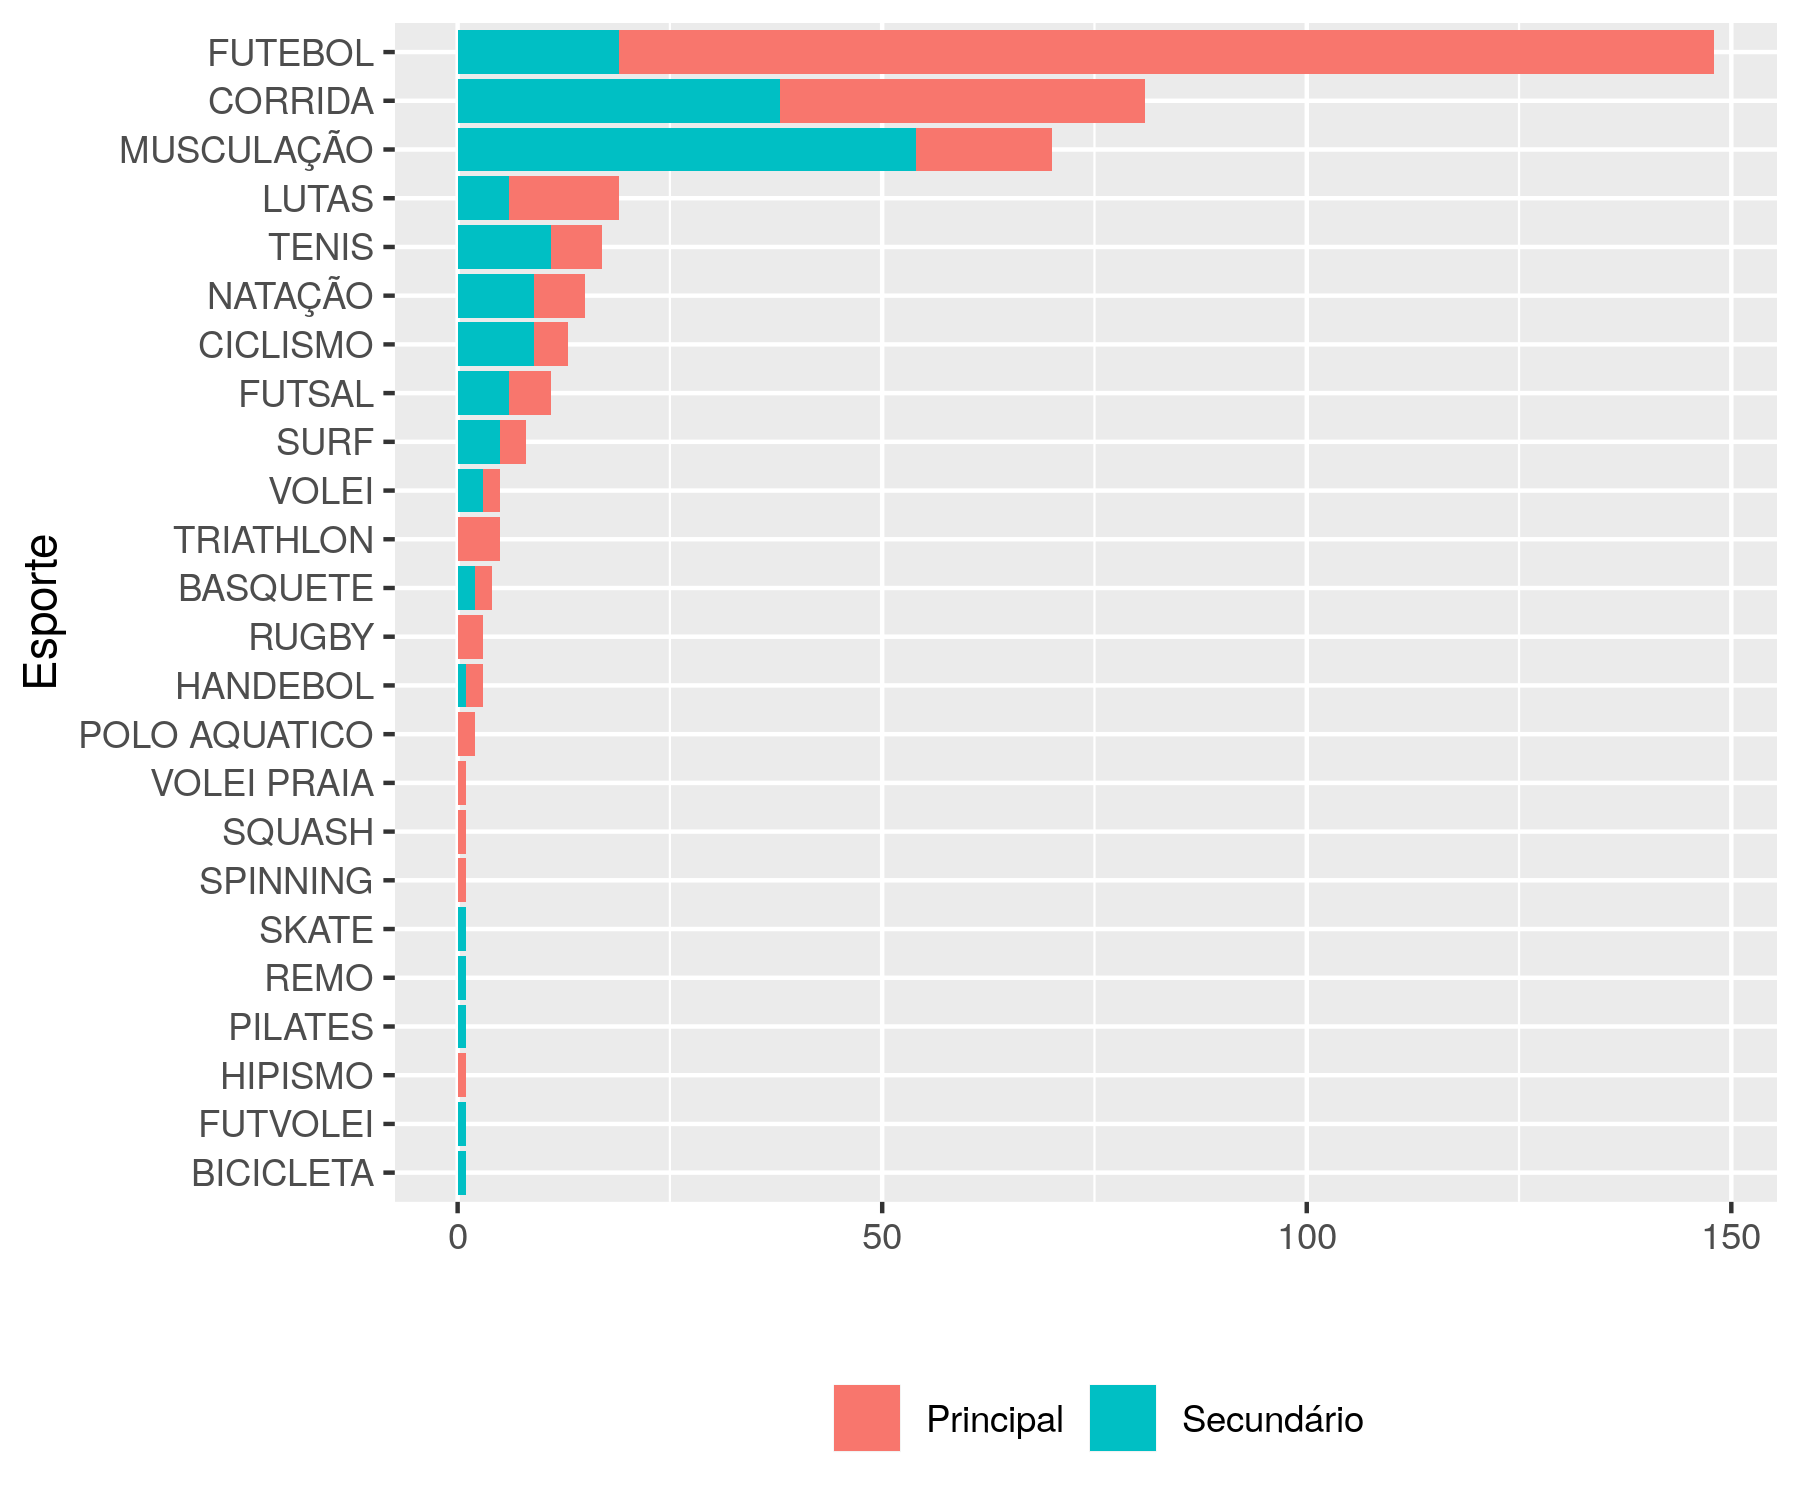 FUTEBOL
CORRIDA
MUSCULAÇÃO
LUTAS
TENIS
NATAÇÃO
CICLISMO
FUTSAL
SURF
VOLEI
TRIATHLON
BASQUETE
RUGBY
HANDEBOL
POLO AQUATICO
VOLEI PRAIA
SQUASH
SPINNING
SKATE
REMO
PILATES
HIPISMO
FUTVOLEI
BICICLETA
Esporte
0 50 100 150
Principal Secundário